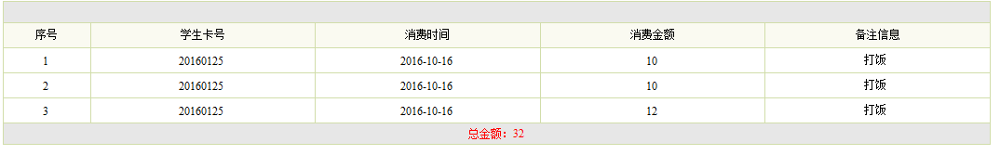 序号 学生卡号 消费时间 消费金额 备注信息
1 20160125 2016-10-16 10 打饭
2 20160125 2016-10-16 10 打饭
3 20160125 2016-10-16 12 打饭
总金额：32